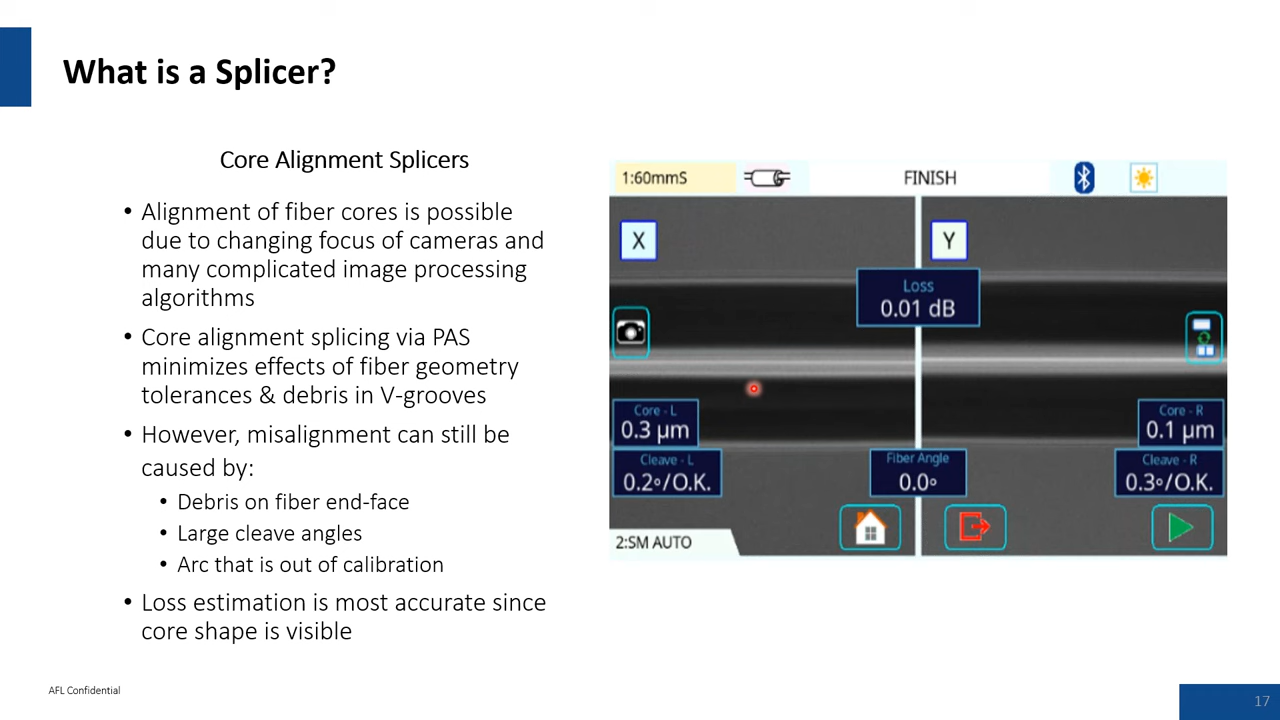 What is a Splicer?
Core Alignment Splicers
• Alignment of fiber cores is possible
due to changing focus of cameras and
many complicated image processing
algorithms
• Core alignment splicing via PAS
minimizes effects of fiber geometry
tolerances & debris in V-grooves
• However, misalignment can still be
caused by:
• Debris on fiber end-face
• Large cleave angles
• Arc that is out of calibration
• Loss estimation is most accurate since
core shape is visible
1:60mmS
FINISH
X
Y
Loss
0.01 dB
Core - L
0.3 µm
Core - R
0.1 µm
Cleave - L
0.2°/O.K.
Fiber Angle
0.0°
Cleave - R
0.3°/O.K.
2:SM AUTO
AFL Confidential
17